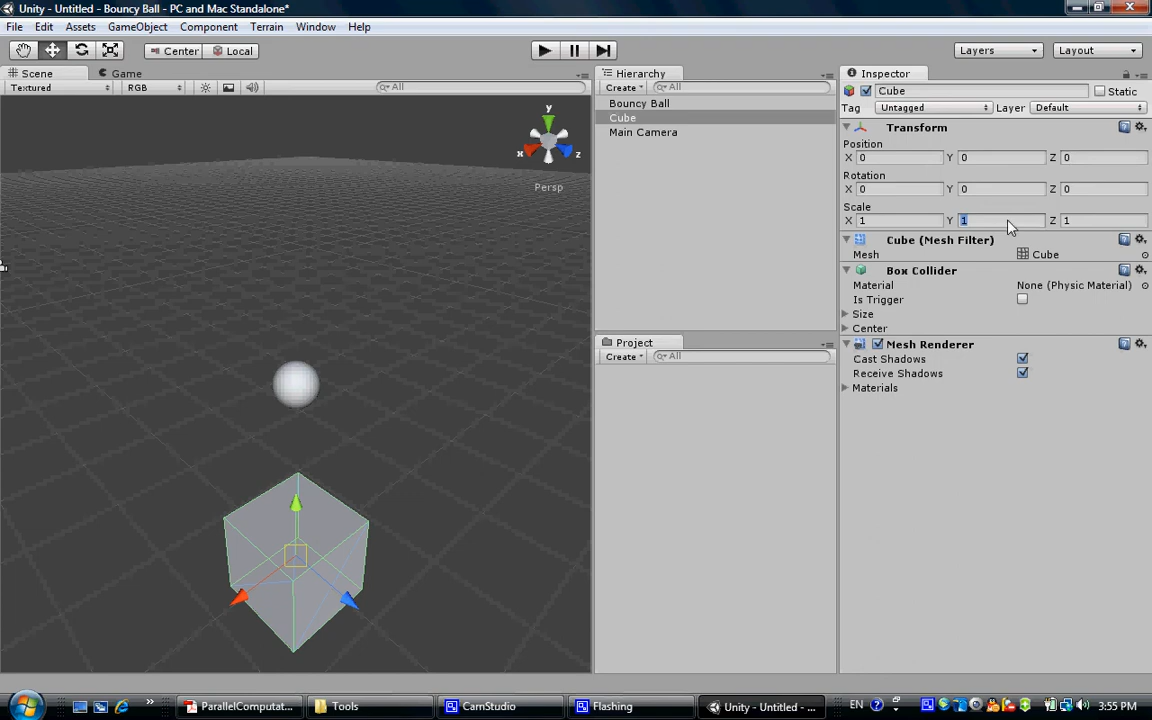 Unity - Untitled - Bouncy Ball - PC and Mac Standalone*
File Edit Assets GameObject Component Terrain Window Help
Center Local Layers Layout
Scene Game Hierarchy Inspector
Textured RGB All Create All
Cube Static
Tag Untagged Layer Default
Bouncy Ball
Cube
Main Camera
y
x
z
Persp
Transform
Position
X 0 Y 0 Z 0
Rotation
X 0 Y 0 Z 0
Scale
X 1 Y 1 Z 1
Cube (Mesh Filter)
Mesh Cube
Box Collider
Material None (Physic Material)
Is Trigger
Size
Center
Mesh Renderer
Cast Shadows
Receive Shadows
Materials
Project
Create All
ParallelComputat... Tools CamStudio Flashing Unity - Untitled - ... EN 3:55 PM